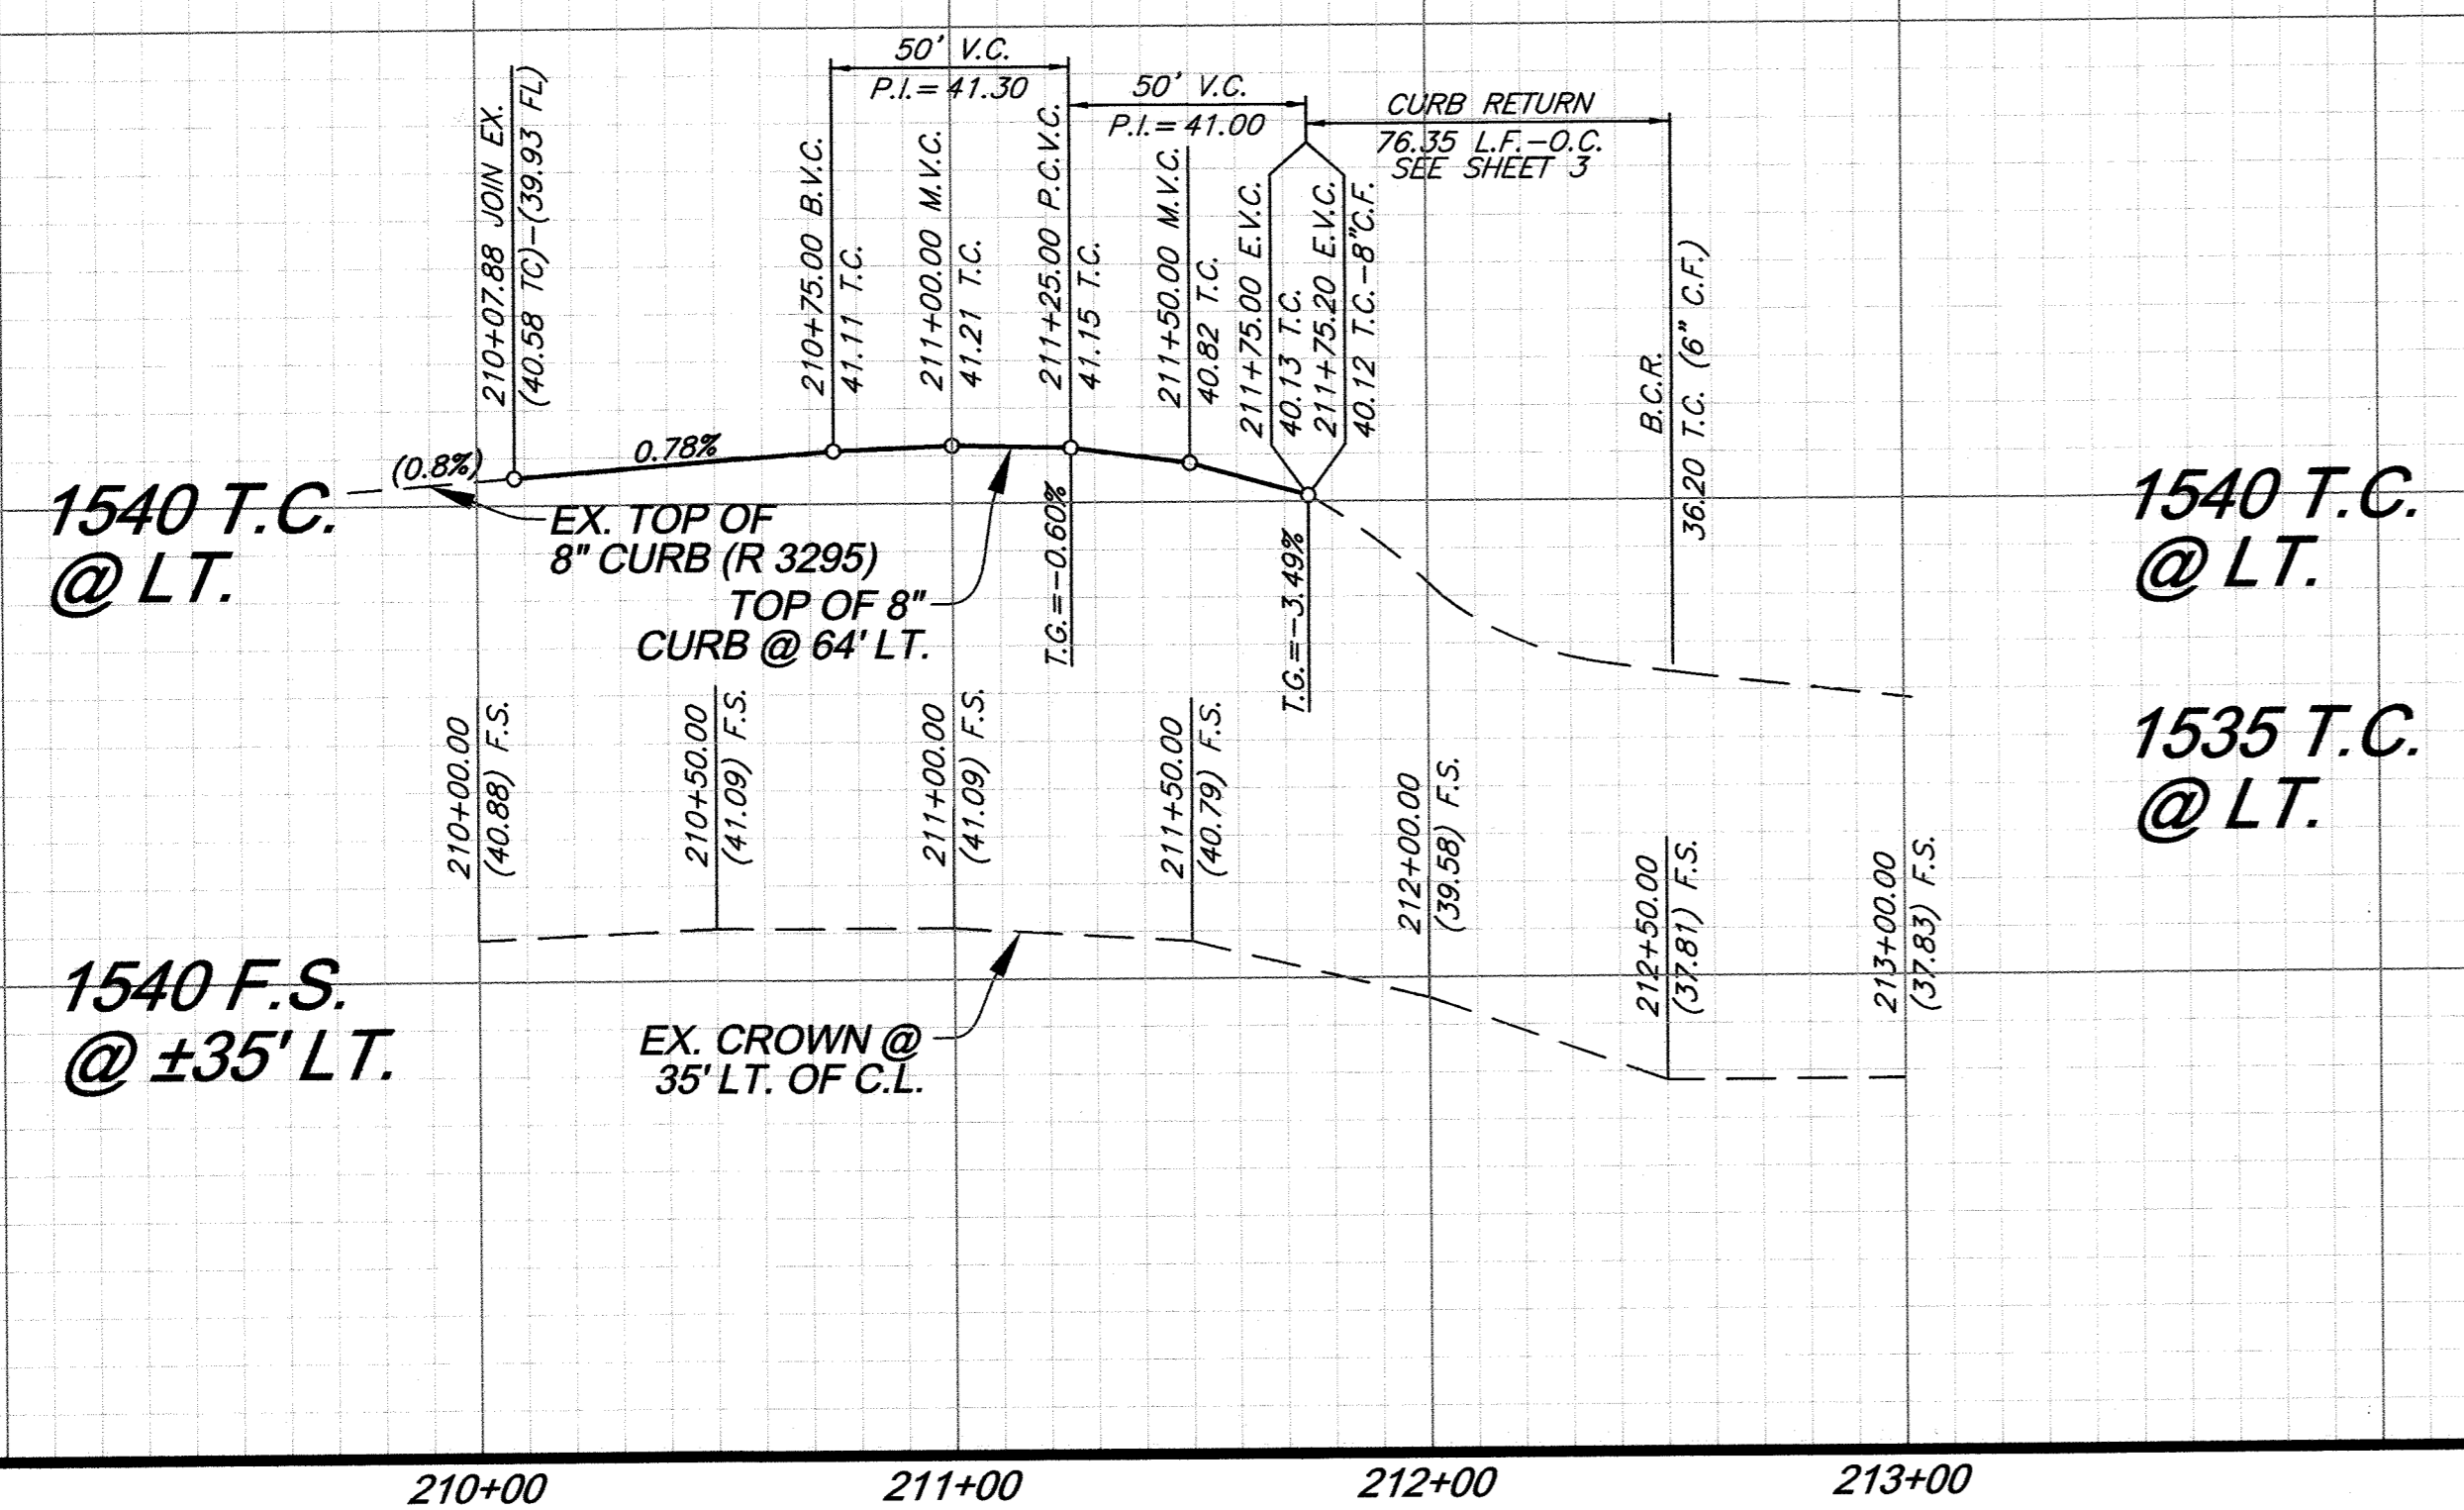 50' V.C.
P.I.= 41.30
50' V.C.
P.I.= 41.00
CURB RETURN
76.35 L.F.-O.C.
SEE SHEET 3
210+07.88 JOIN EX.
(40.58 TC)-(39.93 FL)
210+75.00 B.V.C.
41.11 T.C.
211+00.00 M.V.C.
41.21 T.C.
211+25.00 P.C.V.C.
41.15 T.C.
211+50.00 M.V.C.
40.82 T.C.
211+75.00 E.V.C.
40.13 T.C.
211+75.20 E.V.C.
40.12 T.C.-8"C.F.
B.C.R.
36.20 T.C. (6" C.F.)
(0.8%)
0.78%
1540 T.C.
@ LT.
EX. TOP OF
8" CURB (R 3295)
TOP OF 8"
CURB @ 64' LT.
T.G.=-0.60%
T.G.=-3.49%
1540 T.C.
@ LT.
1535 T.C.
@ LT.
210+00.00
(40.88) F.S.
210+50.00
(41.09) F.S.
211+00.00
(41.09) F.S.
211+50.00
(40.79) F.S.
212+00.00
(39.58) F.S.
212+50.00
(37.81) F.S.
213+00.00
(37.83) F.S.
1540 F.S.
@ ±35' LT.
EX. CROWN @
35' LT. OF C.L.
210+00
211+00
212+00
213+00